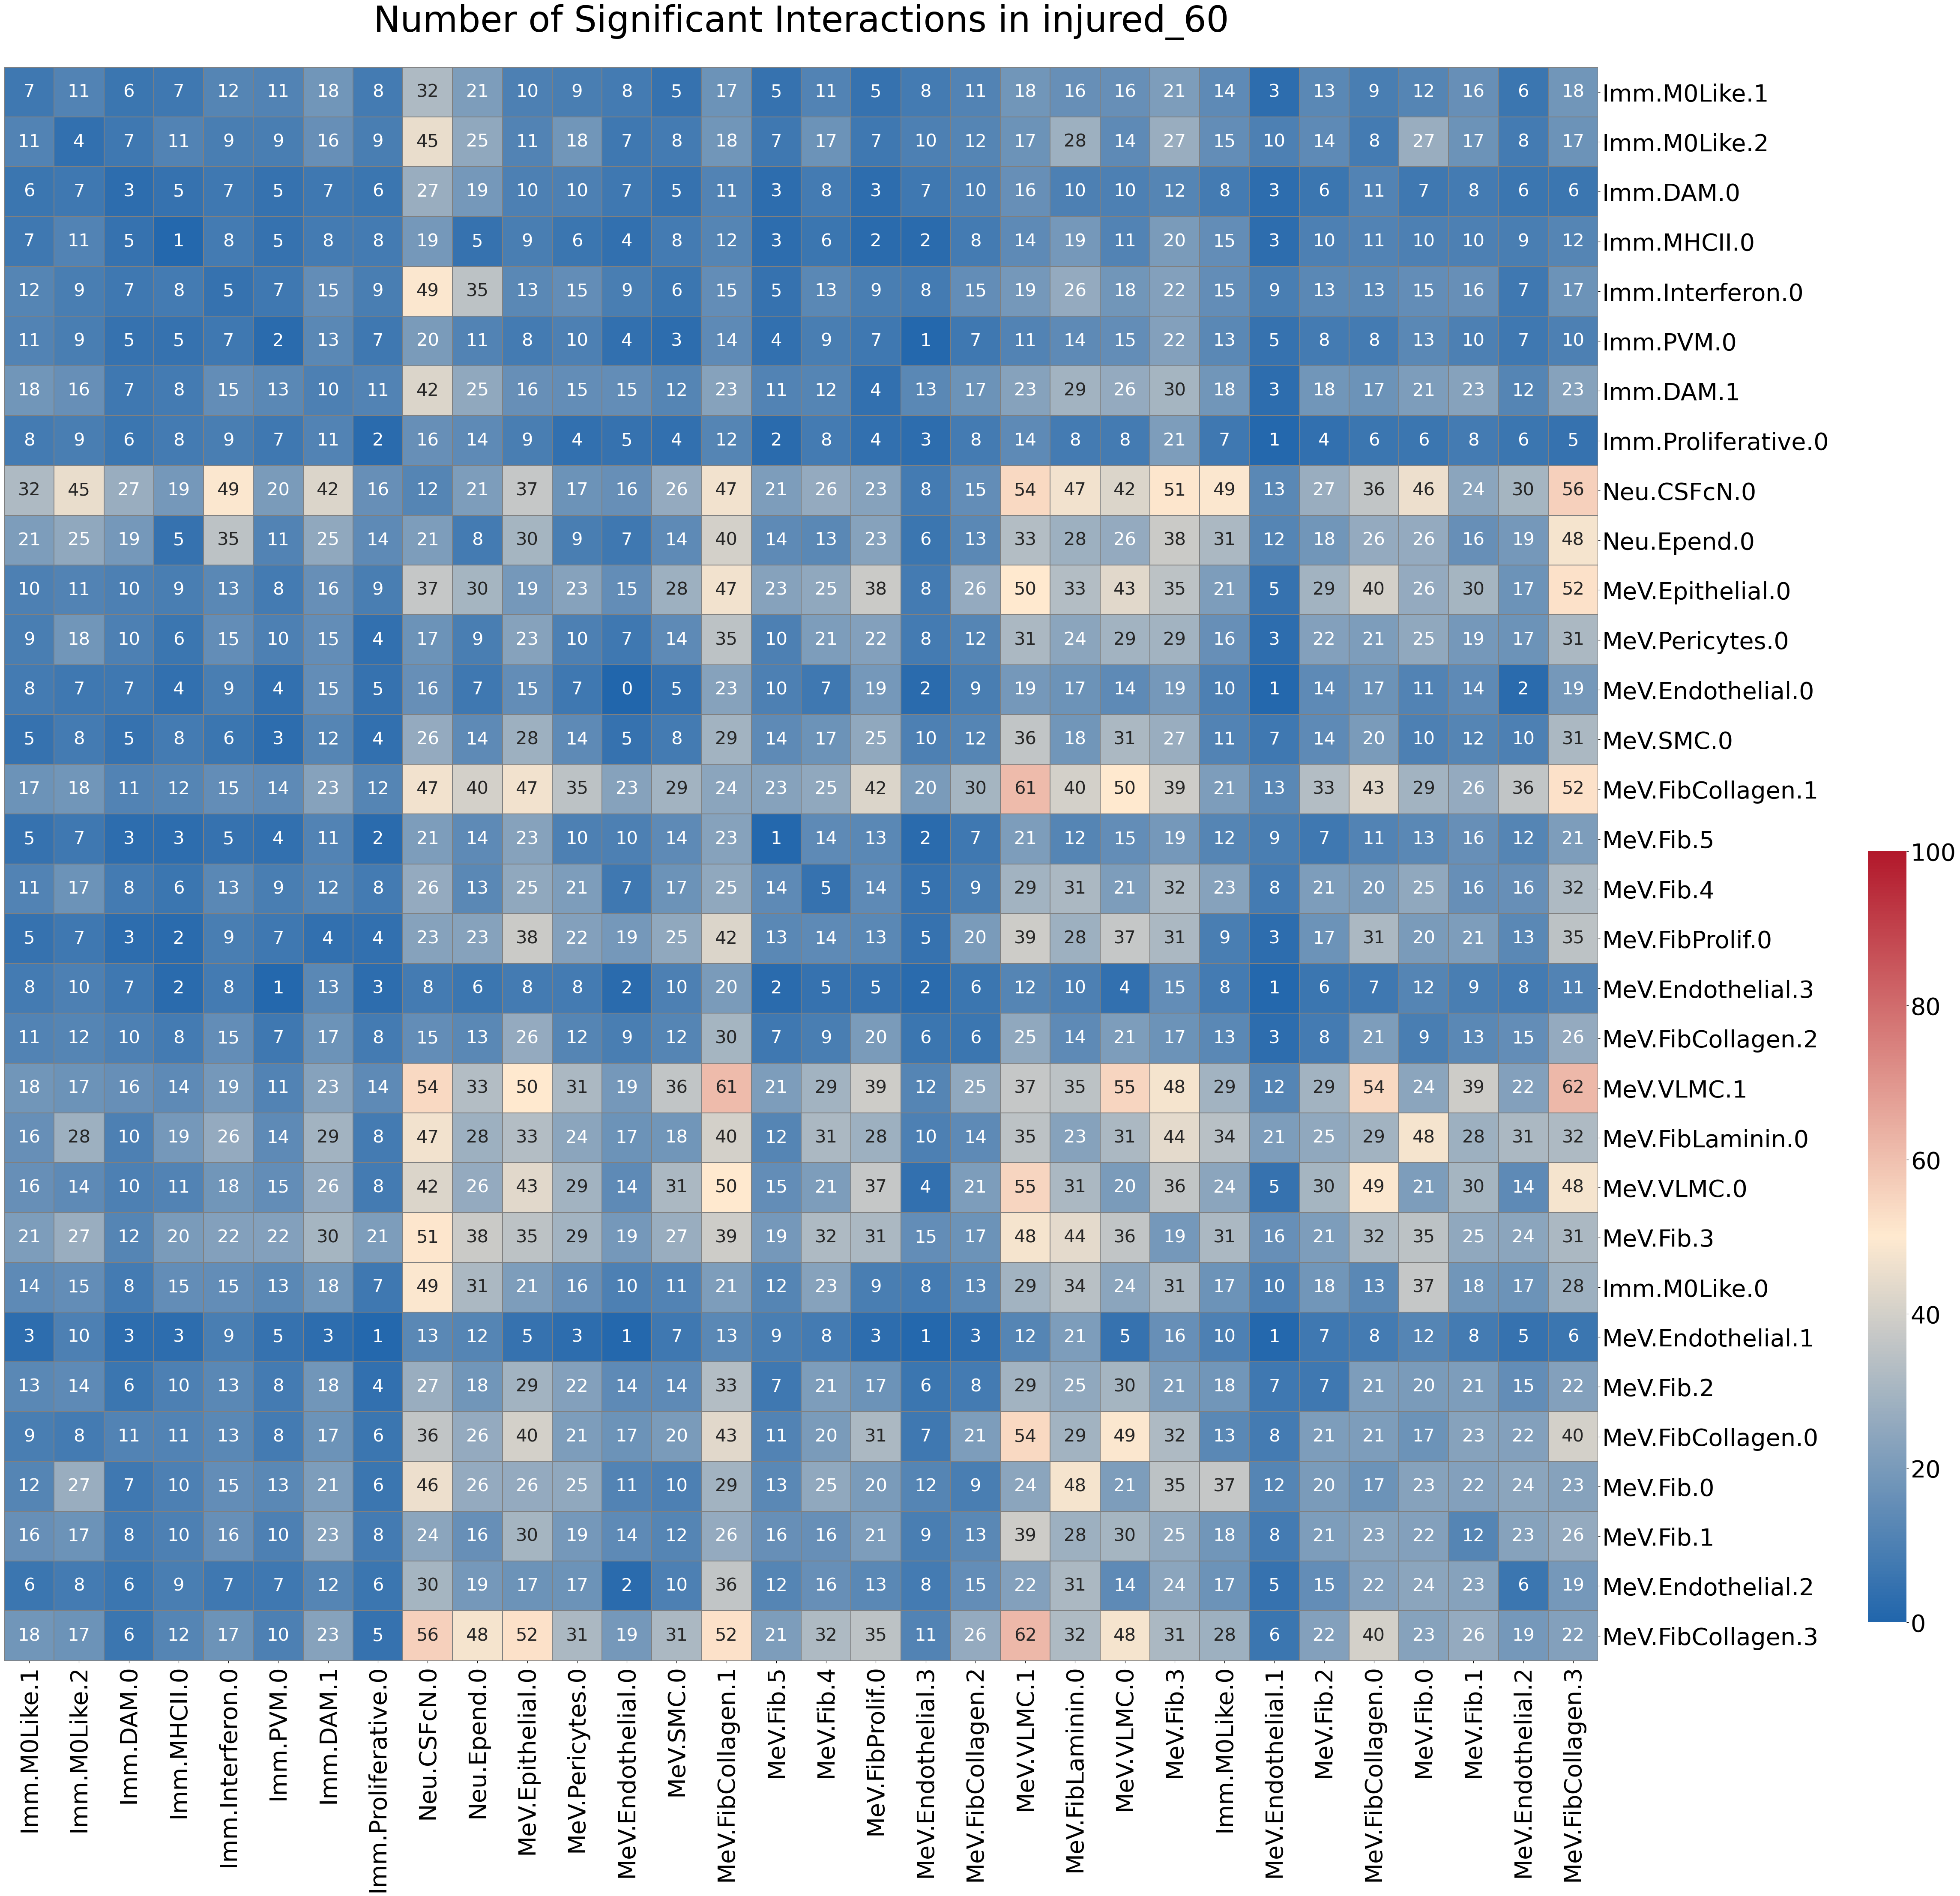 Number of Significant Interactions in injured_60
7 11 6 7 12 11 18 8 32 21 10 9 8 5 17 5 11 5 8 11 18 16 16 21 14 3 13 9 12 16 6 18 Imm.M0Like.1
11 4 7 11 9 9 16 9 45 25 11 18 7 8 18 7 17 7 10 12 17 28 14 27 15 10 14 8 27 17 8 17 Imm.M0Like.2
6 7 3 5 7 5 7 6 27 19 10 10 7 5 11 3 8 3 7 10 16 10 10 12 8 3 6 11 7 8 6 6 Imm.DAM.0
7 11 5 1 8 5 8 8 19 5 9 6 4 8 12 3 6 2 2 8 14 19 11 20 15 3 10 11 10 10 9 12 Imm.MHCII.0
12 9 7 8 5 7 15 9 49 35 13 15 9 6 15 5 13 9 8 15 19 26 18 22 15 9 13 13 15 16 7 17 Imm.Interferon.0
11 9 5 5 7 2 13 7 20 11 8 10 4 3 14 4 9 7 1 7 11 14 15 22 13 5 8 8 13 10 7 10 Imm.PVM.0
18 16 7 8 15 13 10 11 42 25 16 15 15 12 23 11 12 4 13 17 23 29 26 30 18 3 18 17 21 23 12 23 Imm.DAM.1
8 9 6 8 9 7 11 2 16 14 9 4 5 4 12 2 8 4 3 8 14 8 8 21 7 1 4 6 6 8 6 5 Imm.Proliferative.0
32 45 27 19 49 20 42 16 12 21 37 17 16 26 47 21 26 23 8 15 54 47 42 51 49 13 27 36 46 24 30 56 Neu.CSFcN.0
21 25 19 5 35 11 25 14 21 8 30 9 7 14 40 14 13 23 6 13 33 28 26 38 31 12 18 26 26 16 19 48 Neu.Epend.0
10 11 10 9 13 8 16 9 37 30 19 23 15 28 47 23 25 38 8 26 50 33 43 35 21 5 29 40 26 30 17 52 MeV.Epithelial.0
9 18 10 6 15 10 15 4 17 9 23 10 7 14 35 10 21 22 8 12 31 24 29 29 16 3 22 21 25 19 17 31 MeV.Pericytes.0
8 7 7 4 9 4 15 5 16 7 15 7 0 5 23 10 7 19 2 9 19 17 14 19 10 1 14 17 11 14 2 19 MeV.Endothelial.0
5 8 5 8 6 3 12 4 26 14 28 14 5 8 29 14 17 25 10 12 36 18 31 27 11 7 14 20 10 12 10 31 MeV.SMC.0
17 18 11 12 15 14 23 12 47 40 47 35 23 29 24 23 25 42 20 30 61 40 50 39 21 13 33 43 29 26 36 52 MeV.FibCollagen.1
5 7 3 3 5 4 11 2 21 14 23 10 10 14 23 1 14 13 2 7 21 12 15 19 12 9 7 11 13 16 12 21 MeV.Fib.5
11 17 8 6 13 9 12 8 26 13 25 21 7 17 25 14 5 14 5 9 29 31 21 32 23 8 21 20 25 16 16 32 MeV.Fib.4
5 7 3 2 9 7 4 4 23 23 38 22 19 25 42 13 14 13 5 20 39 28 37 31 9 3 17 31 20 21 13 35 MeV.FibProlif.0
8 10 7 2 8 1 13 3 8 6 8 8 2 10 20 2 5 5 2 6 12 10 4 15 8 1 6 7 12 9 8 11 MeV.Endothelial.3
11 12 10 8 15 7 17 8 15 13 26 12 9 12 30 7 9 20 6 6 25 14 21 17 13 3 8 21 9 13 15 26 MeV.FibCollagen.2
18 17 16 14 19 11 23 14 54 33 50 31 19 36 61 21 29 39 12 25 37 35 55 48 29 12 29 54 24 39 22 62 MeV.VLMC.1
16 28 10 19 26 14 29 8 47 28 33 24 17 18 40 12 31 28 10 14 35 23 31 44 34 21 25 29 48 28 31 32 MeV.FibLaminin.0
16 14 10 11 18 15 26 8 42 26 43 29 14 31 50 15 21 37 4 21 55 31 20 36 24 5 30 49 21 30 14 48 MeV.VLMC.0
21 27 12 20 22 22 30 21 51 38 35 29 19 27 39 19 32 31 15 17 48 44 36 19 31 16 21 32 35 25 24 31 MeV.Fib.3
14 15 8 15 15 13 18 7 49 31 21 16 10 11 21 12 23 9 8 13 29 34 24 31 17 10 18 13 37 18 17 28 Imm.M0Like.0
3 10 3 3 9 5 3 1 13 12 5 3 1 7 13 9 8 3 1 3 12 21 5 16 10 1 7 8 12 8 5 6 MeV.Endothelial.1
13 14 6 10 13 8 18 4 27 18 29 22 14 14 33 7 21 17 6 8 29 25 30 21 18 7 7 21 20 21 15 22 MeV.Fib.2
9 8 11 11 13 8 17 6 36 26 40 21 17 20 43 11 20 31 7 21 54 29 49 32 13 8 21 21 17 23 22 40 MeV.FibCollagen.0
12 27 7 10 15 13 21 6 46 26 26 25 11 10 29 13 25 20 12 9 24 48 21 35 37 12 20 17 23 22 24 23 MeV.Fib.0
16 17 8 10 16 10 23 8 24 16 30 19 14 12 26 16 16 21 9 13 39 28 30 25 18 8 21 23 22 12 23 26 MeV.Fib.1
6 8 6 9 7 7 12 6 30 19 17 17 2 10 36 12 16 13 8 15 22 31 14 24 17 5 15 22 24 23 6 19 MeV.Endothelial.2
18 17 6 12 17 10 23 5 56 48 52 31 19 31 52 21 32 35 11 26 62 32 48 31 28 6 22 40 23 26 19 22 MeV.FibCollagen.3
Imm.M0Like.1
Imm.M0Like.2
Imm.DAM.0
Imm.MHCII.0
Imm.Interferon.0
Imm.PVM.0
Imm.DAM.1
Imm.Proliferative.0
Neu.CSFcN.0
Neu.Epend.0
MeV.Epithelial.0
MeV.Pericytes.0
MeV.Endothelial.0
MeV.SMC.0
MeV.FibCollagen.1
MeV.Fib.5
MeV.Fib.4
MeV.FibProlif.0
MeV.Endothelial.3
MeV.FibCollagen.2
MeV.VLMC.1
MeV.FibLaminin.0
MeV.VLMC.0
MeV.Fib.3
Imm.M0Like.0
MeV.Endothelial.1
MeV.Fib.2
MeV.FibCollagen.0
MeV.Fib.0
MeV.Fib.1
MeV.Endothelial.2
MeV.FibCollagen.3
100
80
60
40
20
0